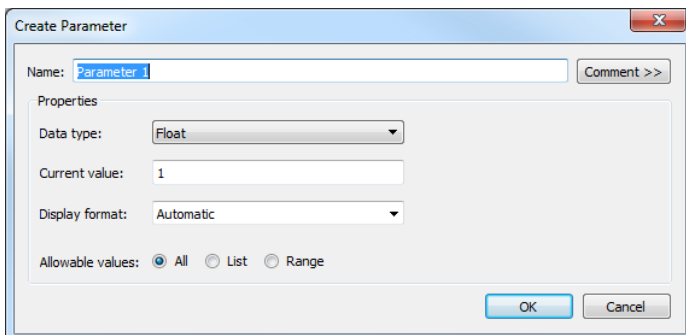 Create Parameter
Name: Parameter 1 Comment >>
Properties
Data type: Float
Current value: 1
Display format: Automatic
Allowable values: All List Range
OK Cancel